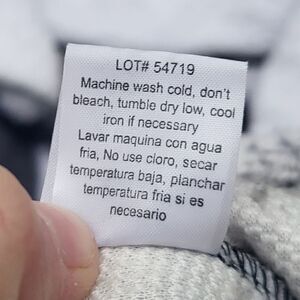 LOT# 54719
Machine wash cold, don't
bleach, tumble dry low, cool
iron if necessary
Lavar maquina con agua
fria, No use cloro, secar
temperatura baja, planchar
temperatura fria si es
necesario